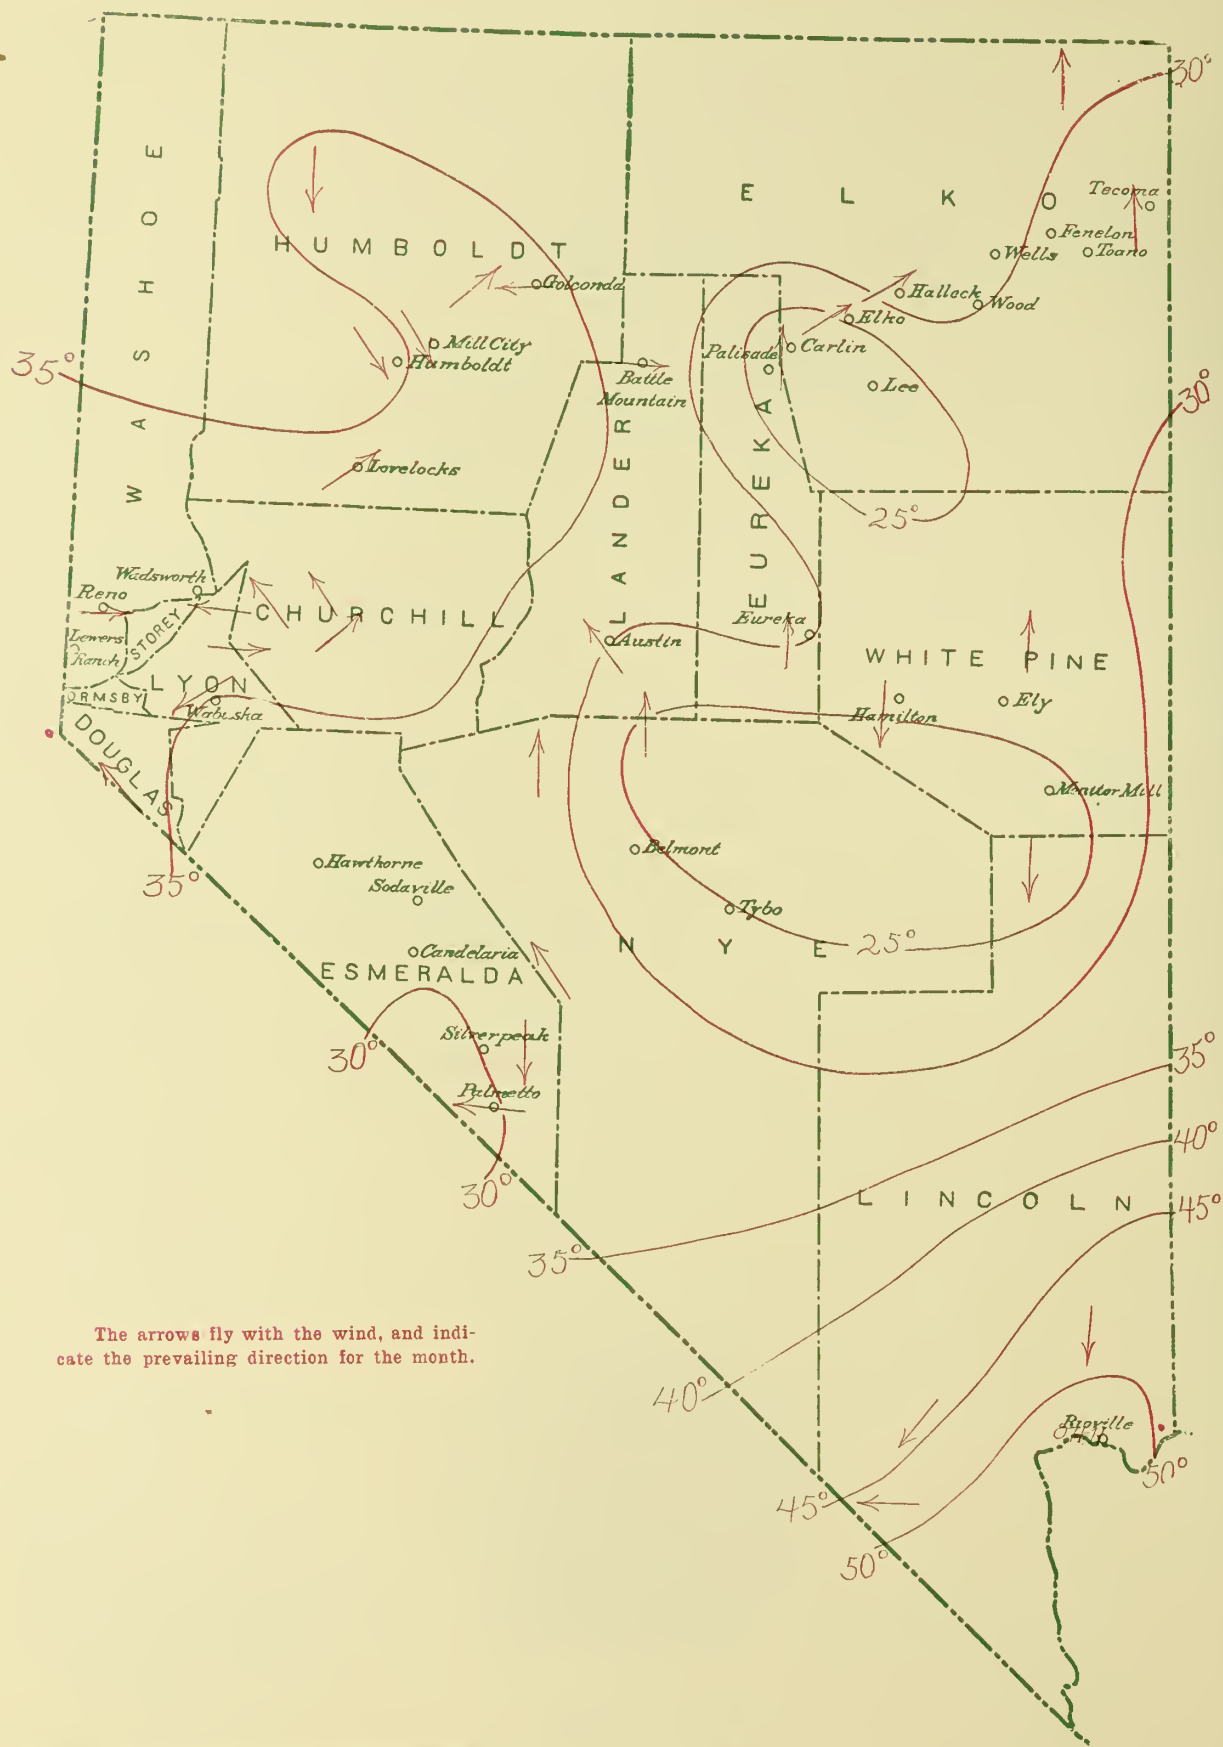 30°
Tecoma
ELKO
WASHOE
HUMBOLDT
Fenelon
Wells
Toano
Golconda
Halleck
Wood
Elko
Mill City
Humboldt
35°
Palisade
Carlin
Battle
Mountain
Lee
30°
LANDER
EUREKA
Lovelocks
25°
Wadsworth
Reno
CHURCHILL
STOREY
Lewers
Ranch
Austin
Eureka
WHITE PINE
LYON
ORMSBY
Wabuska
Hamilton
Ely
DOUGLAS
Monitor Mill
Belmont
Hawthorne
35°
Sodaville
Tybo
NYE
25°
Candelaria
ESMERALDA
Silverpeak
30°
35°
Palmetto
40°
30°
LINCOLN
45°
35°
The arrows fly with the wind, and indi-
cate the prevailing direction for the month.
40°
Rioville
50°
45°
50°